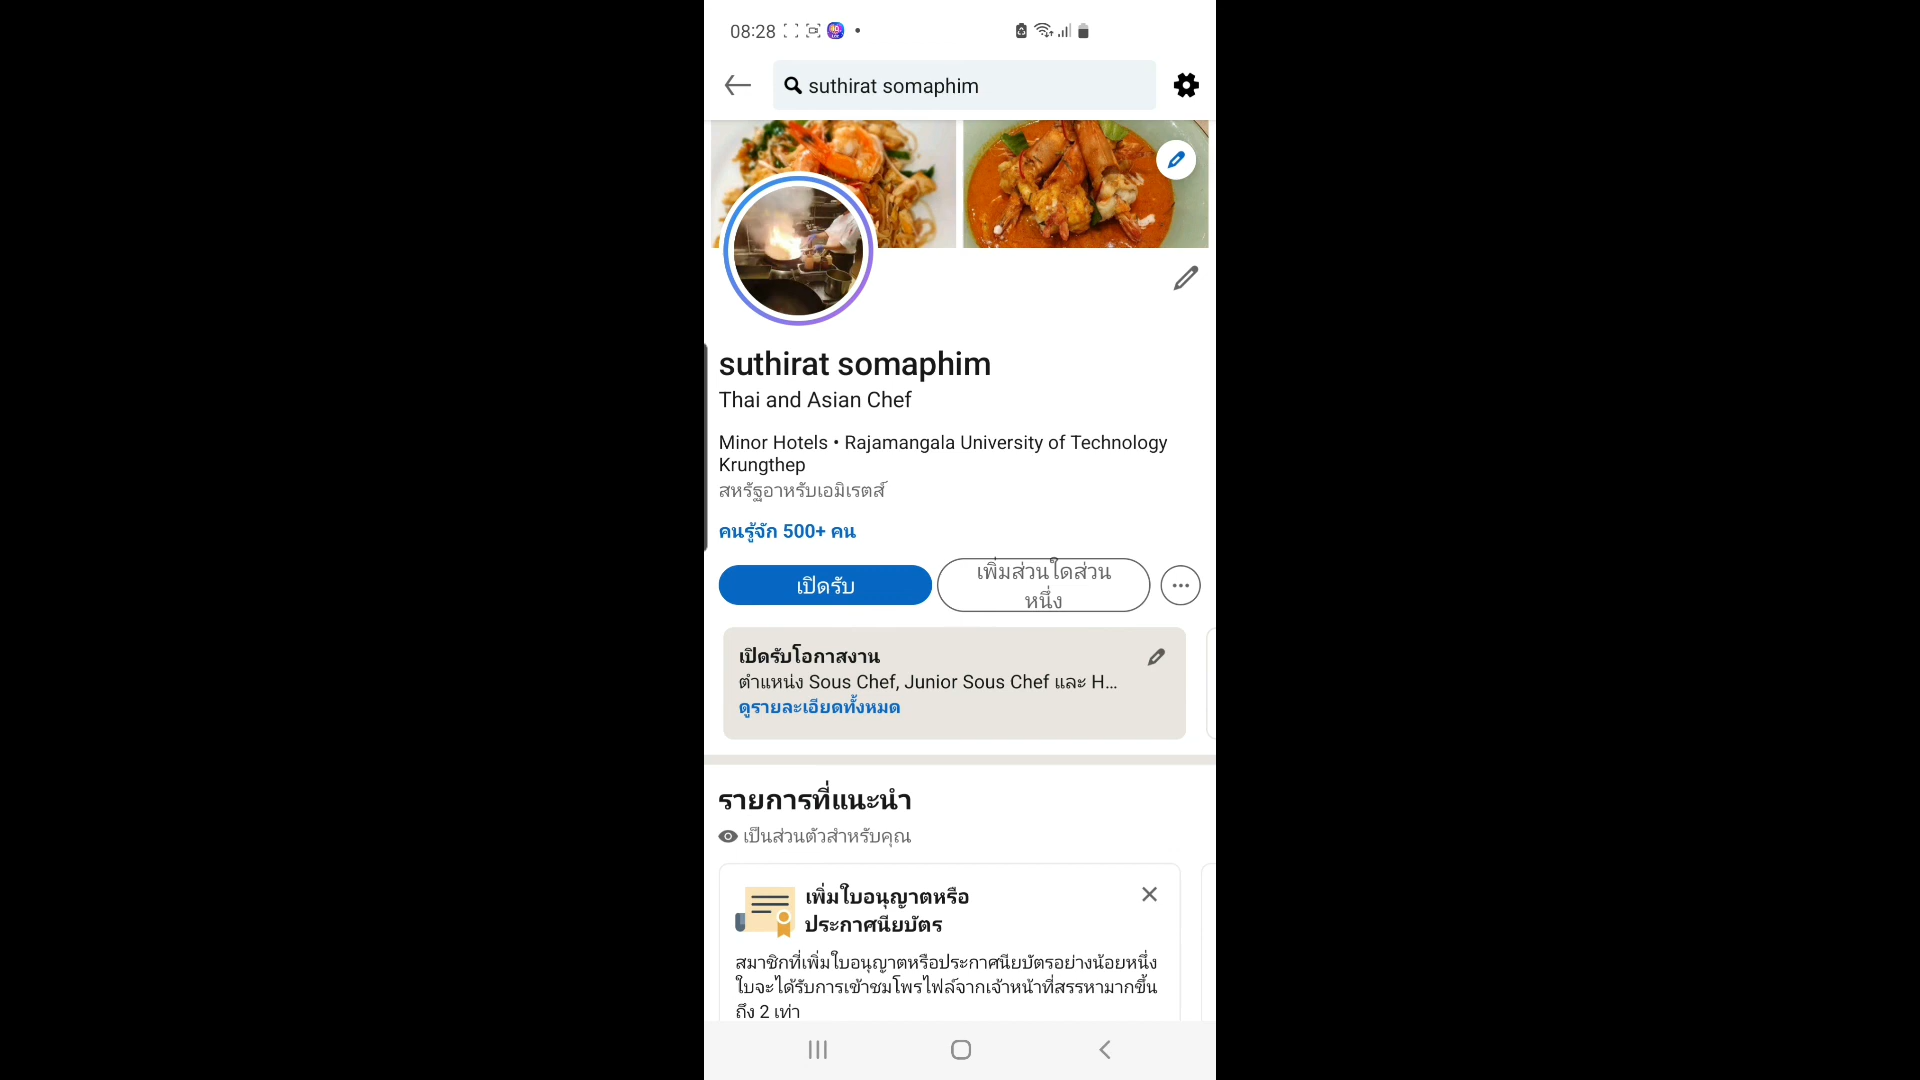 08:28
suthirat somaphim
suthirat somaphim
Thai and Asian Chef
Minor Hotels • Rajamangala University of Technology
Krungthep
สหรัฐอาหรับเอมิเรตส์
คนรู้จัก 500+ คน
เปิดรับ
เพิ่มส่วนใดส่วน
หนึ่ง
เปิดรับโอกาสงาน
ตำแหน่ง Sous Chef, Junior Sous Chef และ H...
ดูรายละเอียดทั้งหมด
รายการที่แนะนำ
เป็นส่วนตัวสำหรับคุณ
เพิ่มใบอนุญาตหรือ
ประกาศนียบัตร
สมาชิกที่เพิ่มใบอนุญาตหรือประกาศนียบัตรอย่างน้อยหนึ่ง
ใบจะได้รับการเข้าชมโพรไฟล์จากเจ้าหน้าที่สรรหามากขึ้น
ถึง 2 เท่า